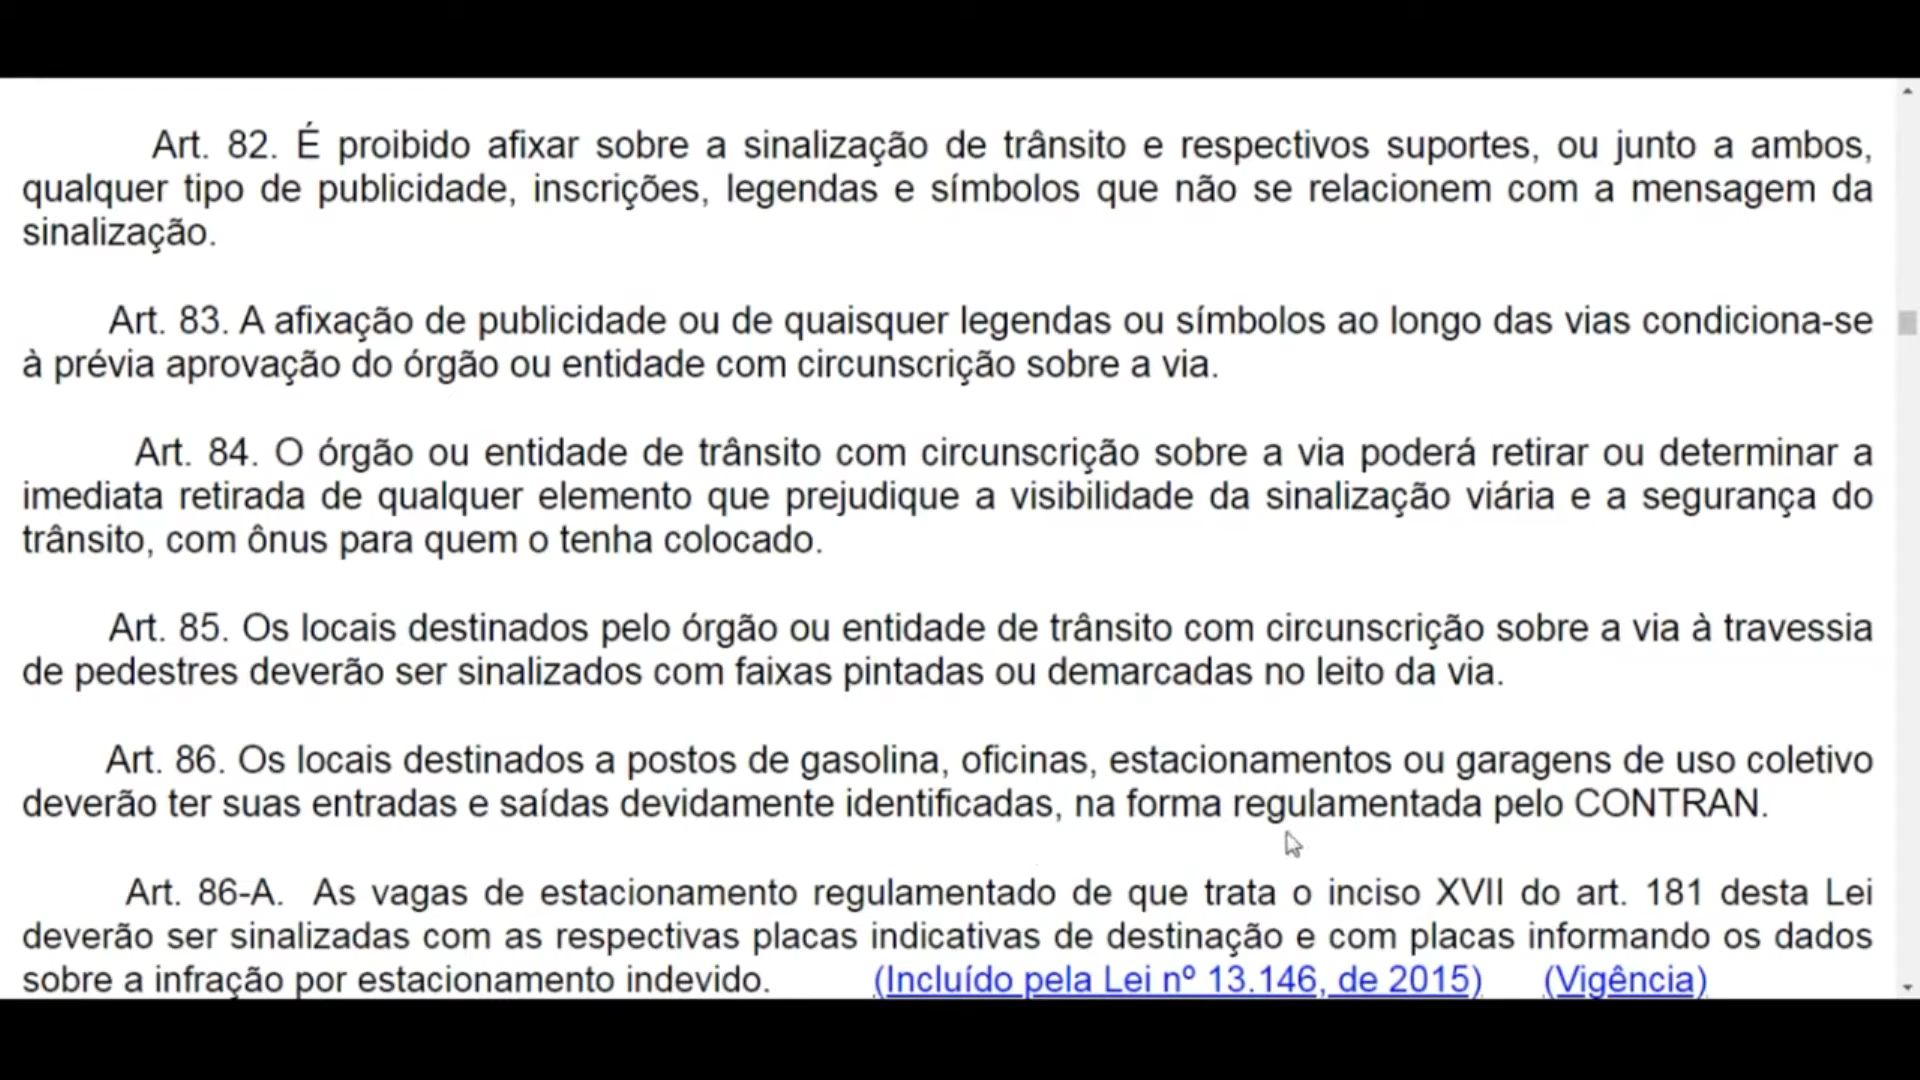 Art. 82. É proibido afixar sobre a sinalização de trânsito e respectivos suportes, ou junto a ambos,
qualquer tipo de publicidade, inscrições, legendas e símbolos que não se relacionem com a mensagem da
sinalização.
Art. 83. A afixação de publicidade ou de quaisquer legendas ou símbolos ao longo das vias condiciona-se
à prévia aprovação do órgão ou entidade com circunscrição sobre a via.
Art. 84. O órgão ou entidade de trânsito com circunscrição sobre a via poderá retirar ou determinar a
imediata retirada de qualquer elemento que prejudique a visibilidade da sinalização viária e a segurança do
trânsito, com ônus para quem o tenha colocado.
Art. 85. Os locais destinados pelo órgão ou entidade de trânsito com circunscrição sobre a via à travessia
de pedestres deverão ser sinalizados com faixas pintadas ou demarcadas no leito da via.
Art. 86. Os locais destinados a postos de gasolina, oficinas, estacionamentos ou garagens de uso coletivo
deverão ter suas entradas e saídas devidamente identificadas, na forma regulamentada pelo CONTRAN.
Art. 86-A. As vagas de estacionamento regulamentado de que trata o inciso XVII do art. 181 desta Lei
deverão ser sinalizadas com as respectivas placas indicativas de destinação e com placas informando os dados
sobre a infração por estacionamento indevido. (Incluído pela Lei nº 13.146, de 2015) (Vigência)